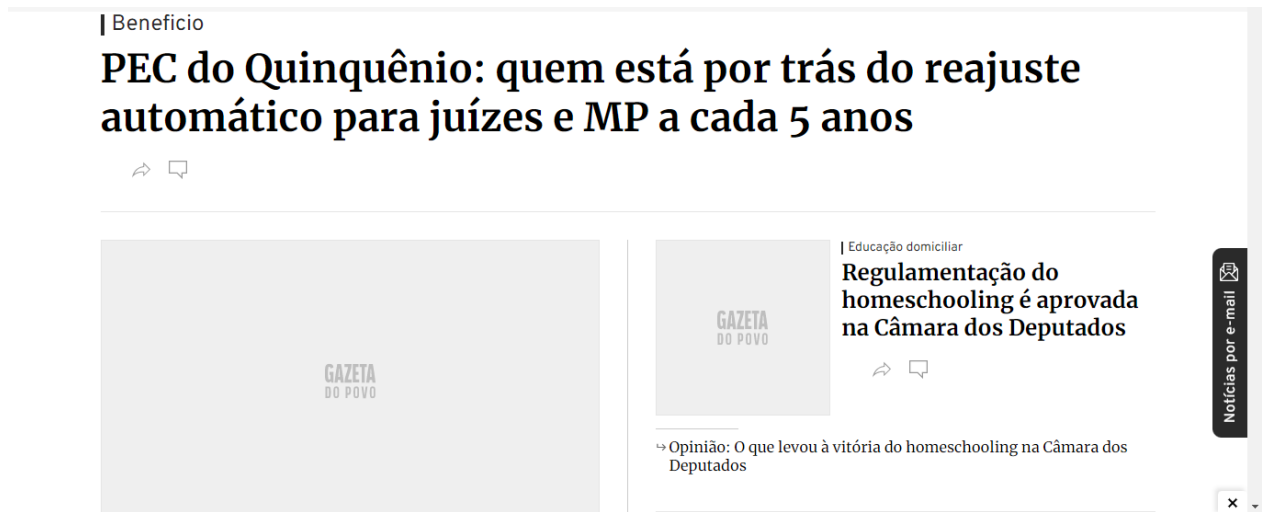 Beneficio
PEC do Quinquênio: quem está por trás do reajuste
automático para juízes e MP a cada 5 anos
GAZETA
DO POVO
GAZETA
DO POVO
Educação domiciliar
Regulamentação do
homeschooling é aprovada
na Câmara dos Deputados
Opinião: O que levou à vitória do homeschooling na Câmara dos
Deputados
Notícias por e-mail